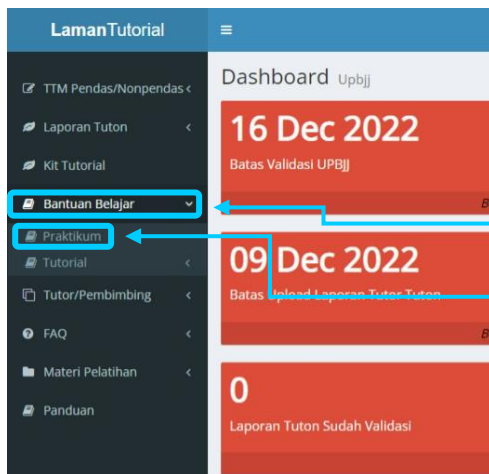 LamanTutorial
TTM Pendas/Nonpendas
Laporan Tuton
Kit Tutorial
Bantuan Belajar
Praktikum
Tutorial
Tutor/Pembimbing
FAQ
Materi Pelatihan
Panduan
Dashboard Upbjj
16 Dec 2022
Batas Validasi UPBJJ
09 Dec 2022
Batas Upload Laporan Tutor Tuton
0
Laporan Tuton Sudah Validasi